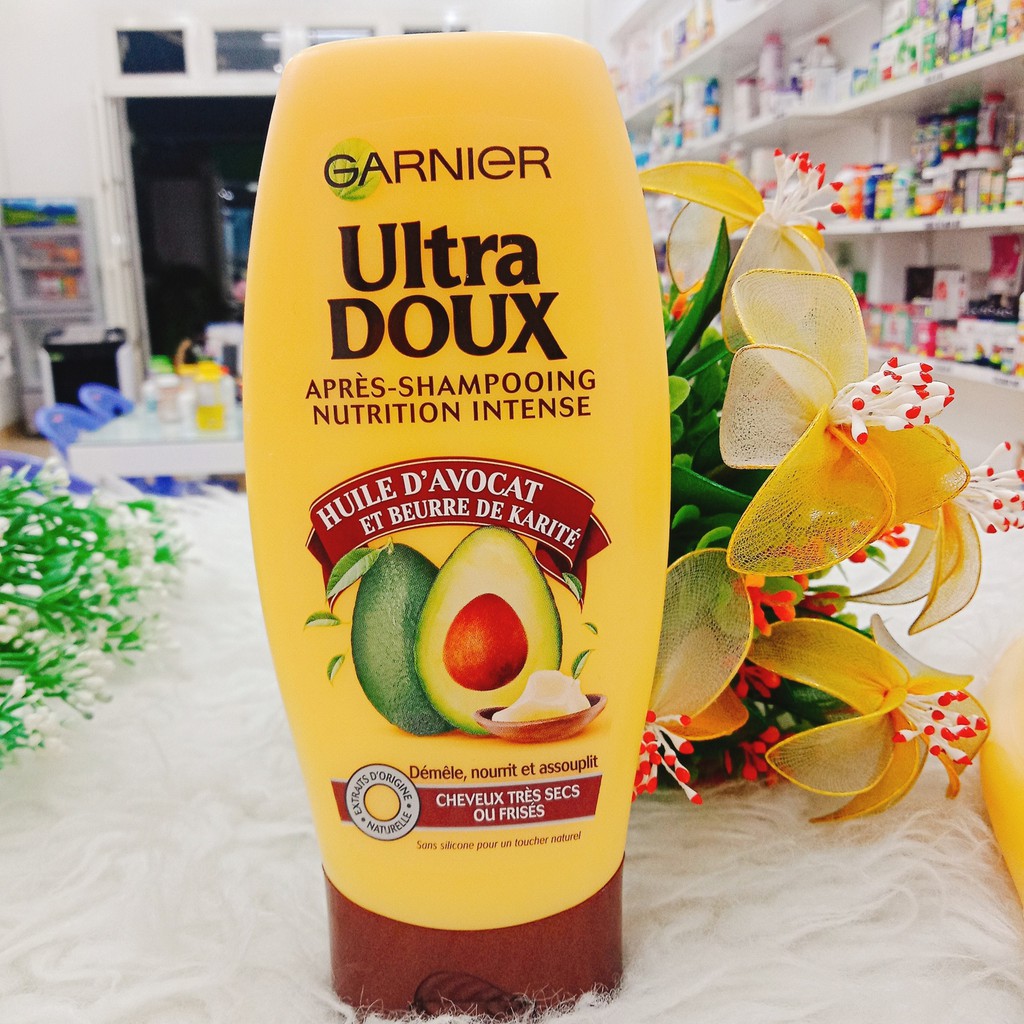 GARNIER
Ultra
DOUX
APRÈS-SHAMPOOING
NUTRITION INTENSE
HUILE D'AVOCAT
ET BEURRE DE KARITÉ
Démêle, nourrit et assouplit
EXTRAITS D'ORIGINE
NATURELLE
CHEVEUX TRÈS SECS
OU FRISÉS
Sans silicone pour un toucher naturel